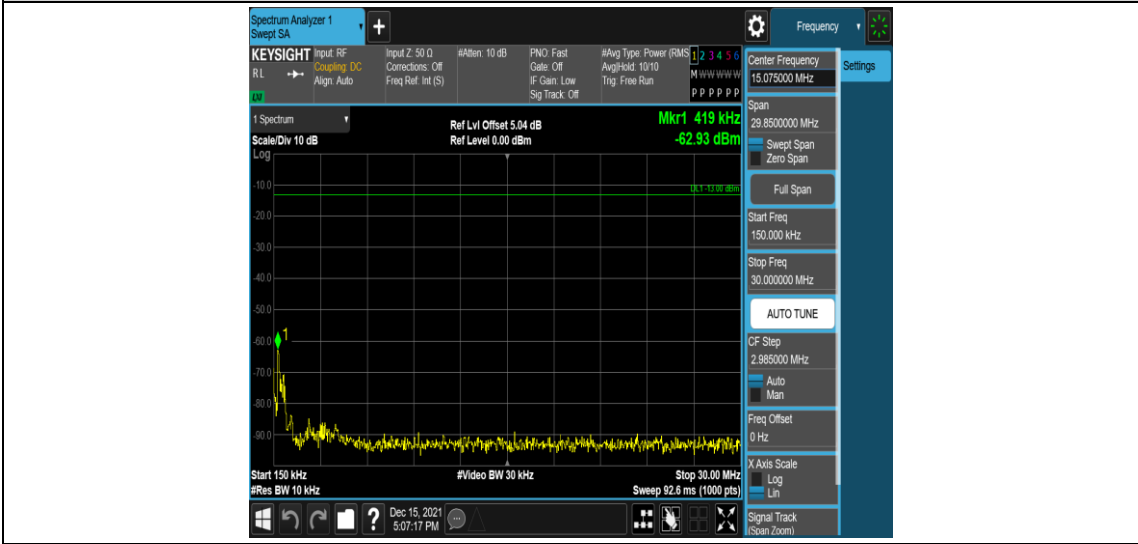 Spectrum Analyzer 1
Swept SA
+
Frequency
KEYSIGHT
RL
LW
Input: RF
Coupling: DC
Align: Auto
Input Z: 50 Ω
Corrections: Off
Freq Ref: Int (S)
#Atten: 10 dB
PNO: Fast
Gate: Off
IF Gain: Low
Sig Track: Off
#Avg Type: Power (RMS
Avg|Hold: 10/10
Trig: Free Run
1 2 3 4 5 6
M W W W W W
P P P P P P
1 Spectrum
Scale/Div 10 dB
Log
Ref Lvl Offset 5.04 dB
Ref Level 0.00 dBm
Mkr1 419 kHz
-62.93 dBm
DL1 -13.00 dBm
-10.0
-20.0
-30.0
-40.0
-50.0
-60.0
-70.0
-80.0
-90.0
1
Start 150 kHz
#Res BW 10 kHz
#Video BW 30 kHz
Stop 30.00 MHz
Sweep 92.6 ms (1000 pts)
?
Dec 15, 2021
5:07:17 PM
Center Frequency
15.075000 MHz
Settings
Span
29.8500000 MHz
Swept Span
Zero Span
Full Span
Start Freq
150.000 kHz
Stop Freq
30.000000 MHz
AUTO TUNE
CF Step
2.985000 MHz
Auto
Man
Freq Offset
0 Hz
X Axis Scale
Log
Lin
Signal Track
(Span Zoom)